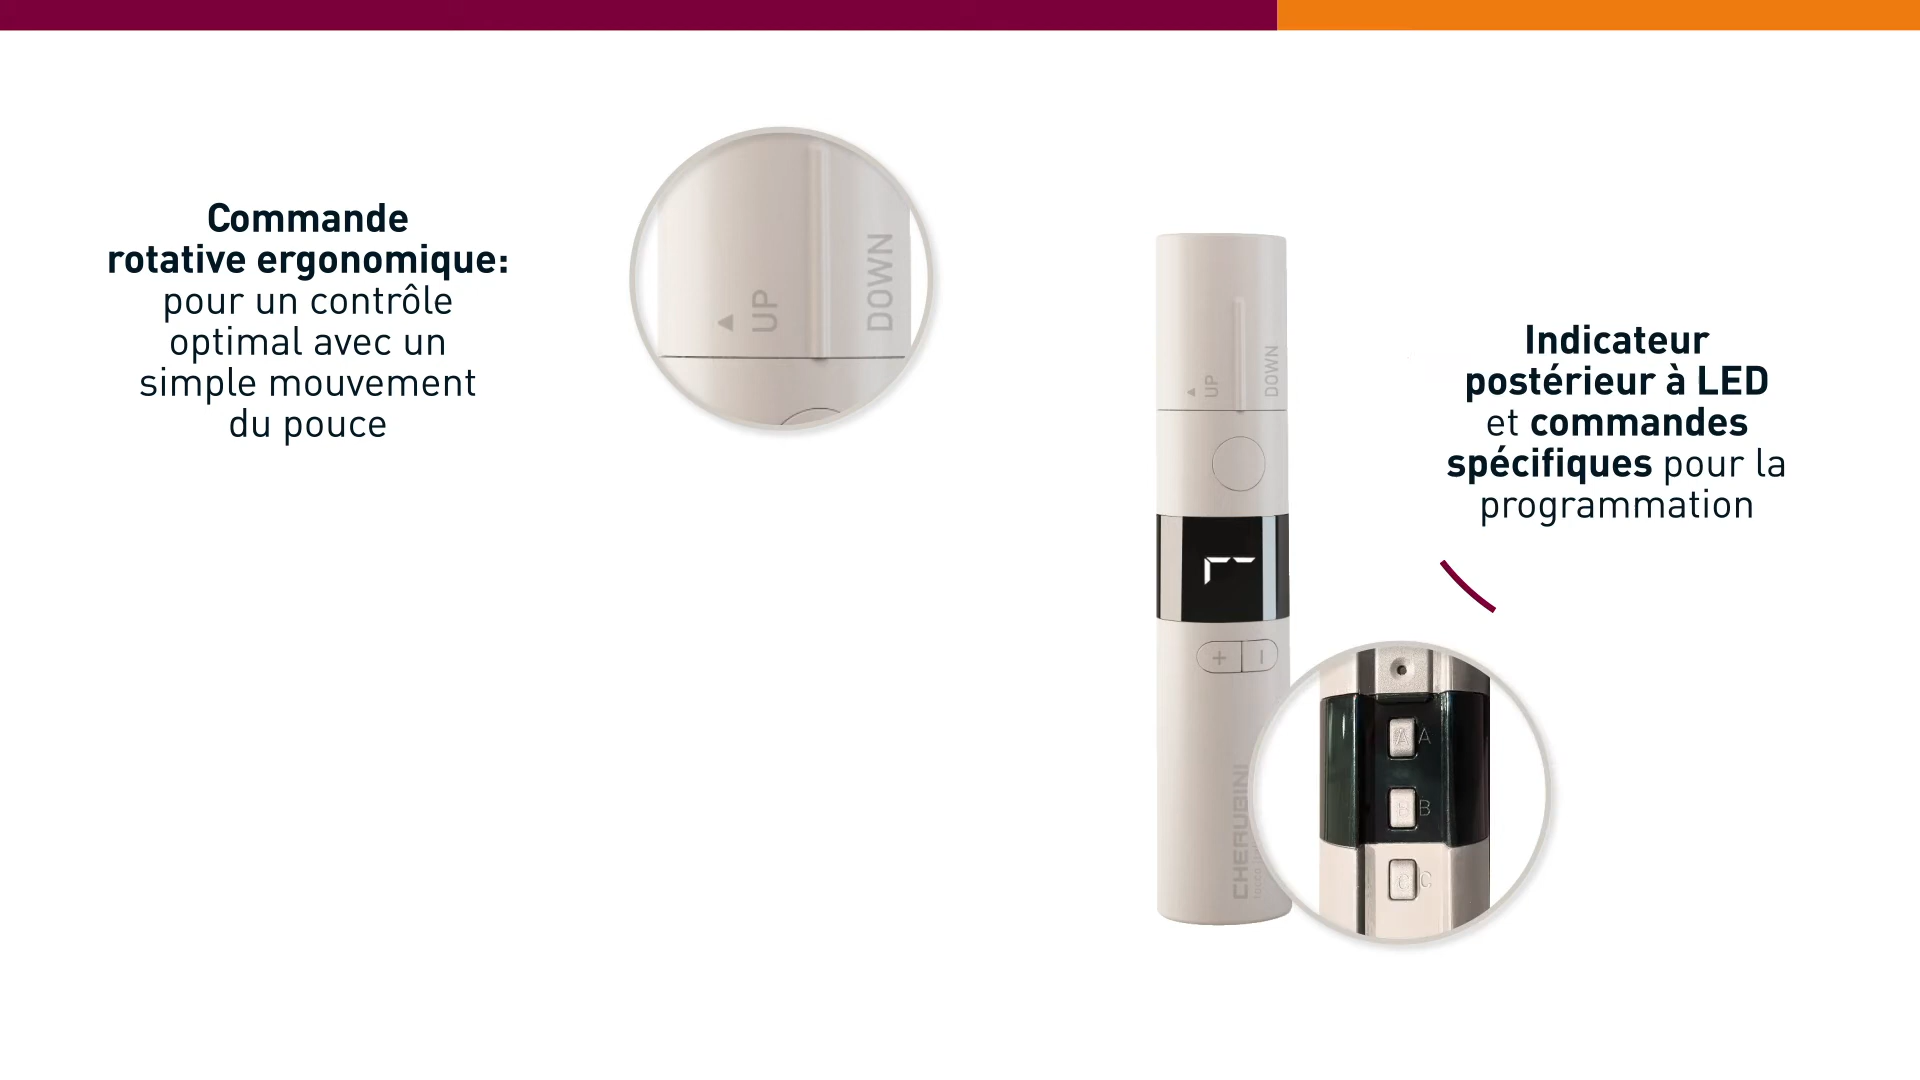 Commande
rotative ergonomique:
pour un contrôle
optimal avec un
simple mouvement
du pouce
UP
DOWN
UP
DOWN
+ −
CHERUBINI
Indicateur
postérieur à LED
et commandes
spécifiques pour la
programmation
A A
B B
C C